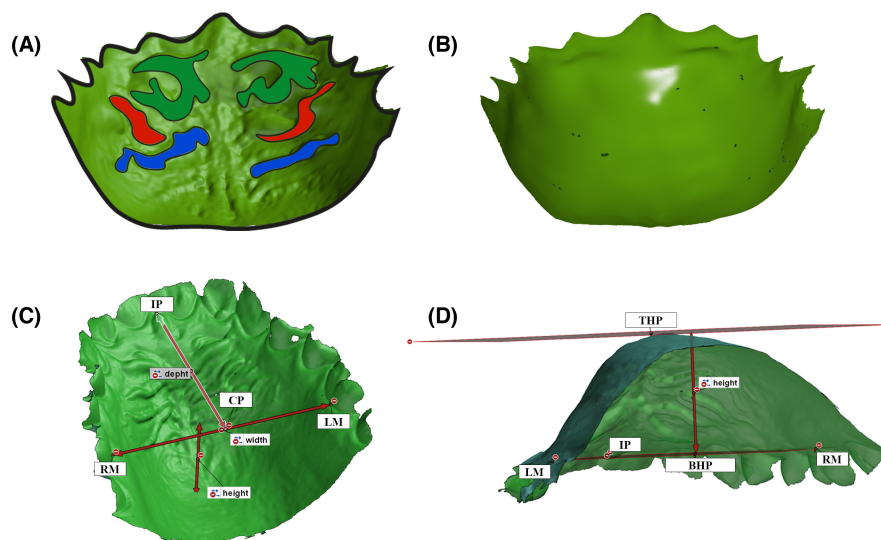 (A)
(B)
(C)
IP
depht
CP
LM
width
RM
height
(D)
THP
height
IP
LM
BHP
RM